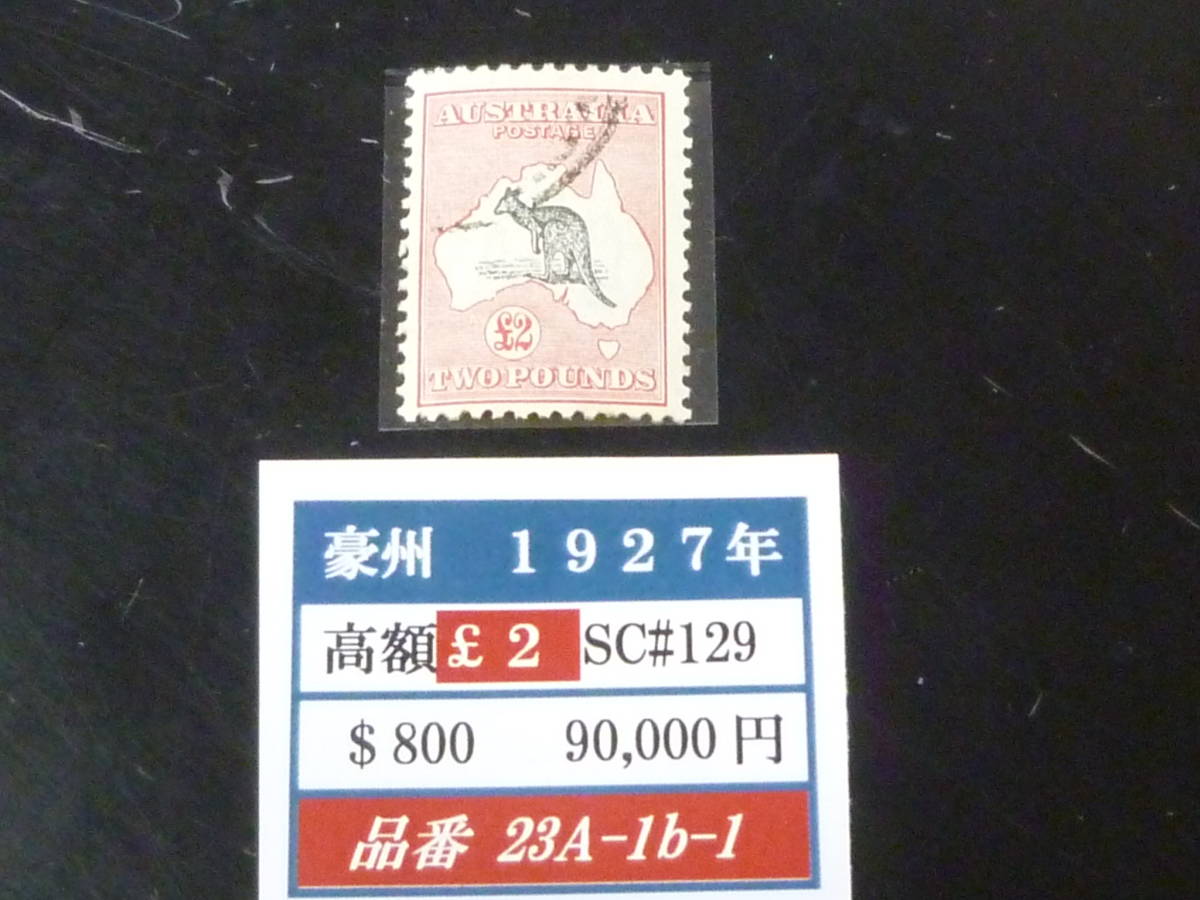 AUSTRALIA
POSTAGE
£2
TWO POUNDS
豪州　１９２７年
高額£２ SC#129
$800 90,000円
品番 23A-1b-1